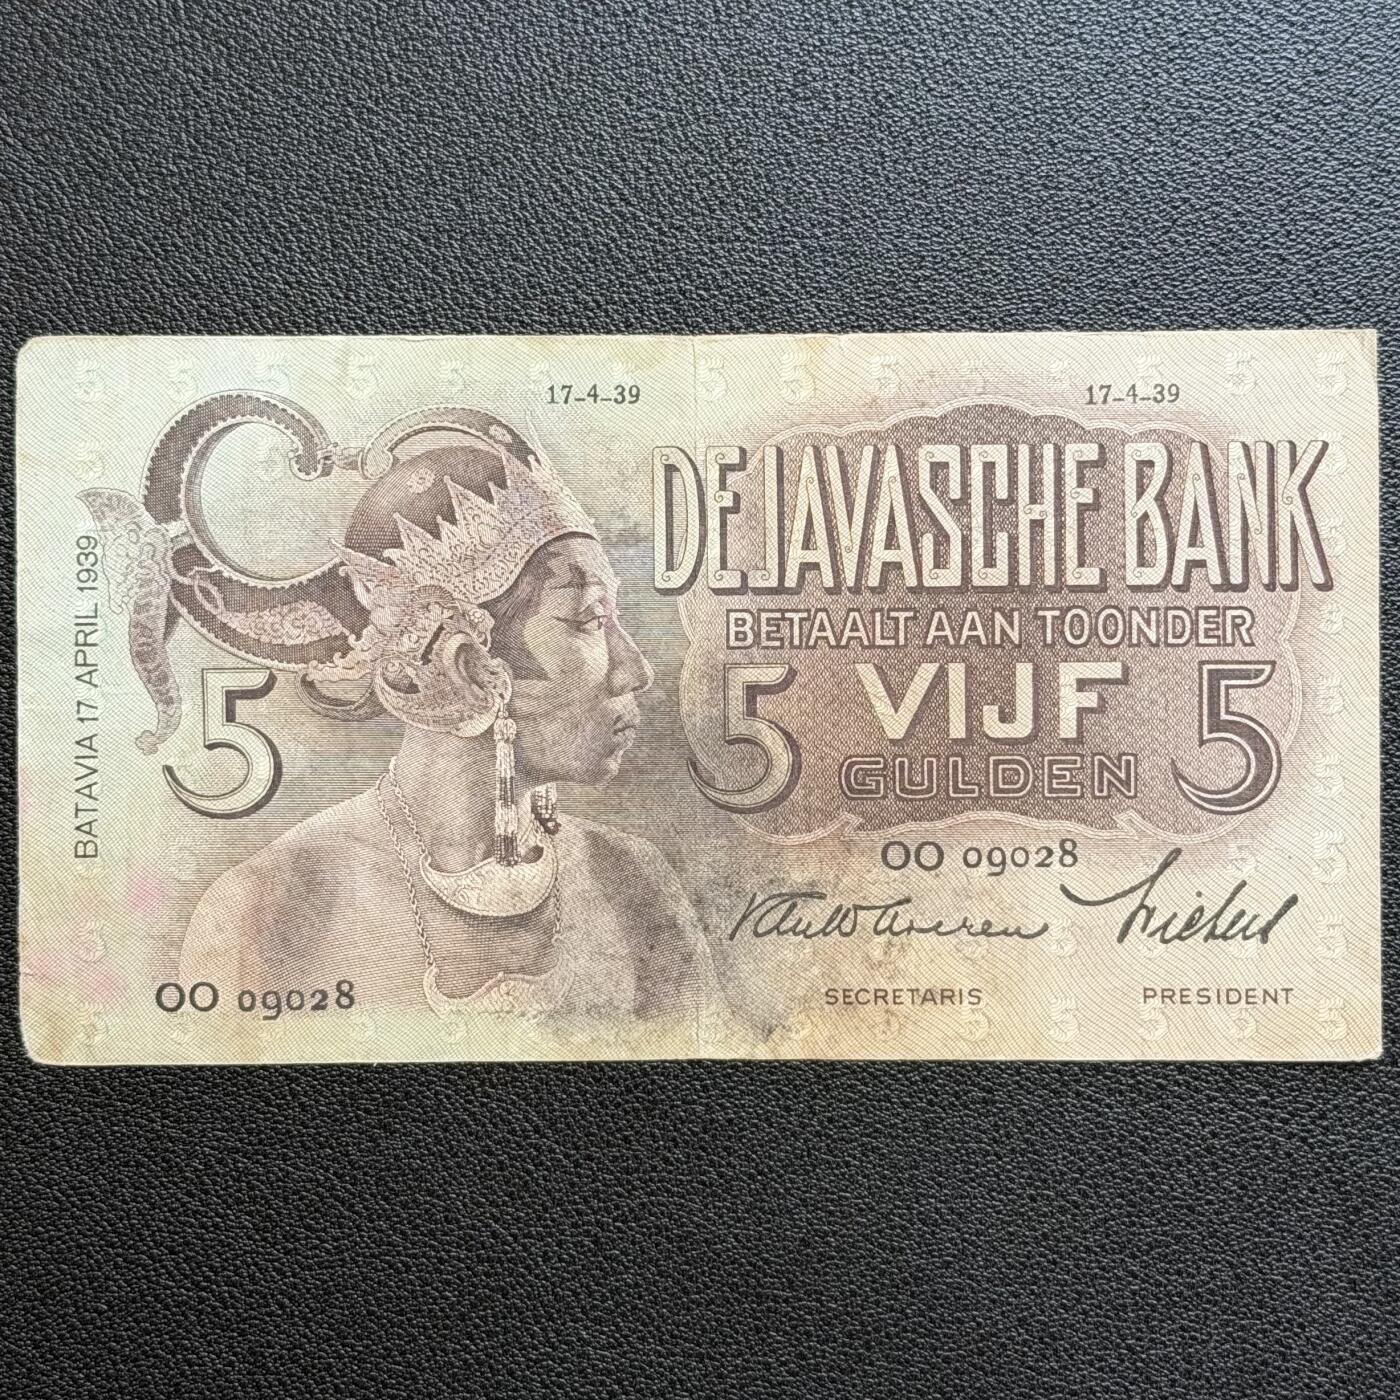 17-4-39
17-4-39
DE JAVASCHE BANK
BETAALT AAN TOONDER
5
5
VIJF
5
GULDEN
BATAVIA 17 APRIL 1939
OO 09028
OO 09028
SECRETARIS
PRESIDENT